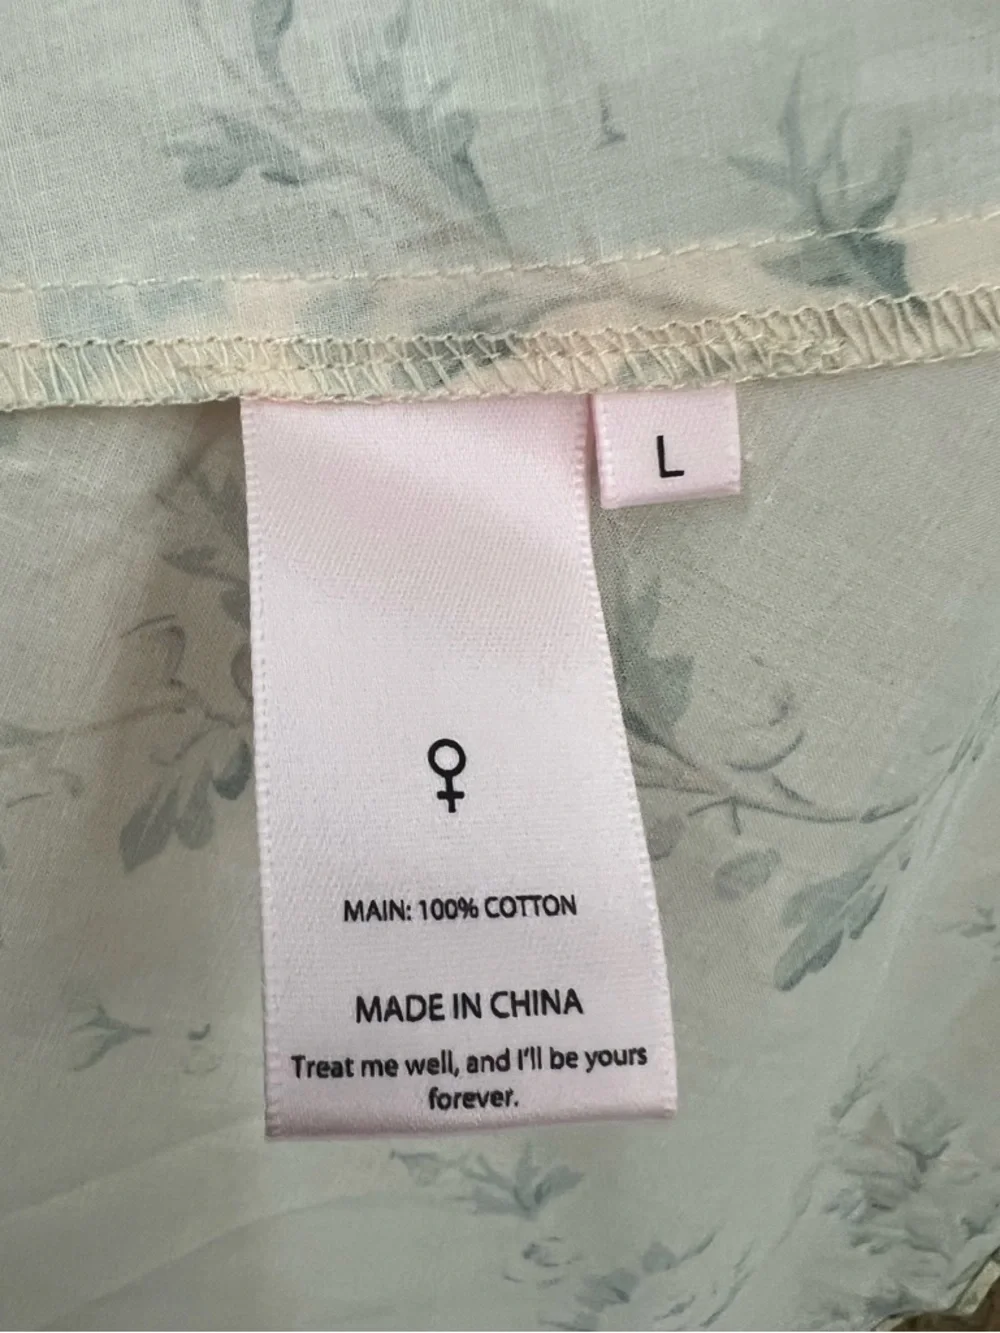 L
♀
MAIN: 100% COTTON
MADE IN CHINA
Treat me well, and I'll be yours
forever.